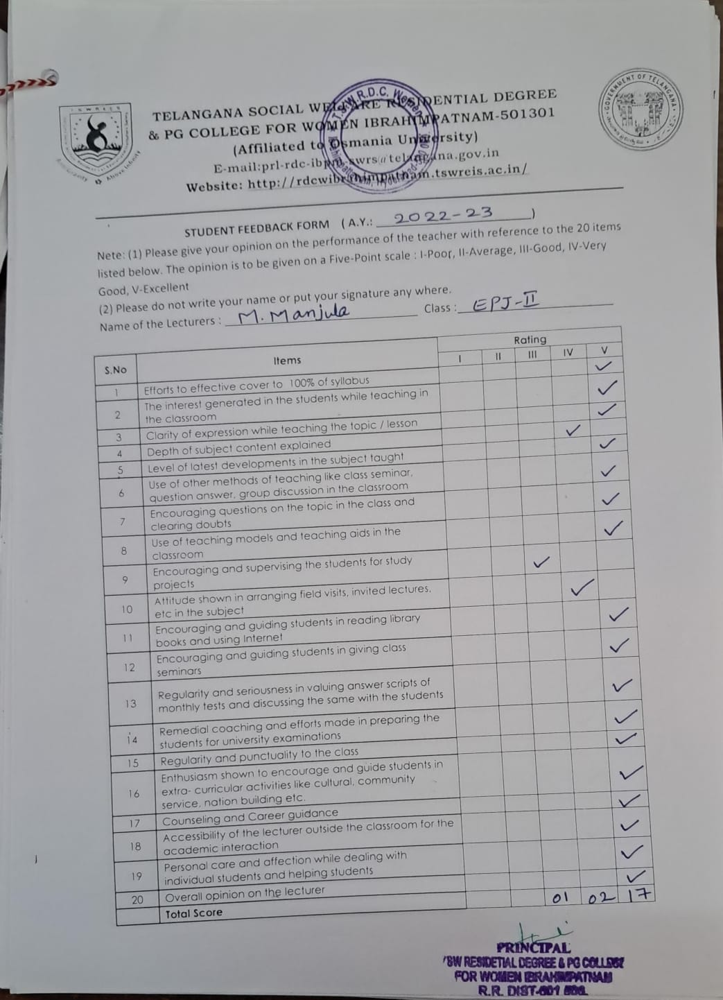 TELANGANA SOCIAL WELFARE RESIDENTIAL DEGREE
& PG COLLEGE FOR WOMEN IBRAHIMPATNAM-501301
(Affiliated to Osmania University)
E-mail:prl-rdc-ibpm-swrs@telangana.gov.in
Website: http://rdcwibrahimpatnam.tswreis.ac.in/
T.S.W.R.D.C. Women
GOVERNMENT OF TELANGANA
STUDENT FEEDBACK FORM ( A.Y.: 2022-23 )
Nete: (1) Please give your opinion on the performance of the teacher with reference to the 20 items
listed below. The opinion is to be given on a Five-Point scale : I-Poor, II-Average, III-Good, IV-Very
Good, V-Excellent
(2) Please do not write your name or put your signature any where.
Name of the Lecturers : M. Manjula Class : EPJ-II
S.No Items Rating
I II III IV V
1 Efforts to effective cover to 100% of syllabus ✓
2 The interest generated in the students while teaching in
the classroom ✓
3 Clarity of expression while teaching the topic / lesson ✓
4 Depth of subject content explained ✓
5 Level of latest developments in the subject taught ✓
6 Use of other methods of teaching like class seminar,
question answer, group discussion in the classroom ✓
7 Encouraging questions on the topic in the class and
clearing doubts ✓
8 Use of teaching models and teaching aids in the
classroom ✓
9 Encouraging and supervising the students for study
projects ✓
10 Attitude shown in arranging field visits, invited lectures,
etc in the subject ✓
11 Encouraging and guiding students in reading library
books and using Internet ✓
12 Encouraging and guiding students in giving class
seminars ✓
13 Regularity and seriousness in valuing answer scripts of
monthly tests and discussing the same with the students ✓
14 Remedial coaching and efforts made in preparing the
students for university examinations ✓
15 Regularity and punctuality to the class ✓
16 Enthusiasm shown to encourage and guide students in
extra- curricular activities like cultural, community
service, nation building etc. ✓
17 Counseling and Career guidance ✓
18 Accessibility of the lecturer outside the classroom for the
academic interaction ✓
19 Personal care and affection while dealing with
individual students and helping students ✓
20 Overall opinion on the lecturer ✓
Total Score 01 02 17
PRINCIPAL
SW RESIDETIAL DEGREE & PG COLLEGE
FOR WOMEN IBRAHIMPATNAM
R.R. DIST